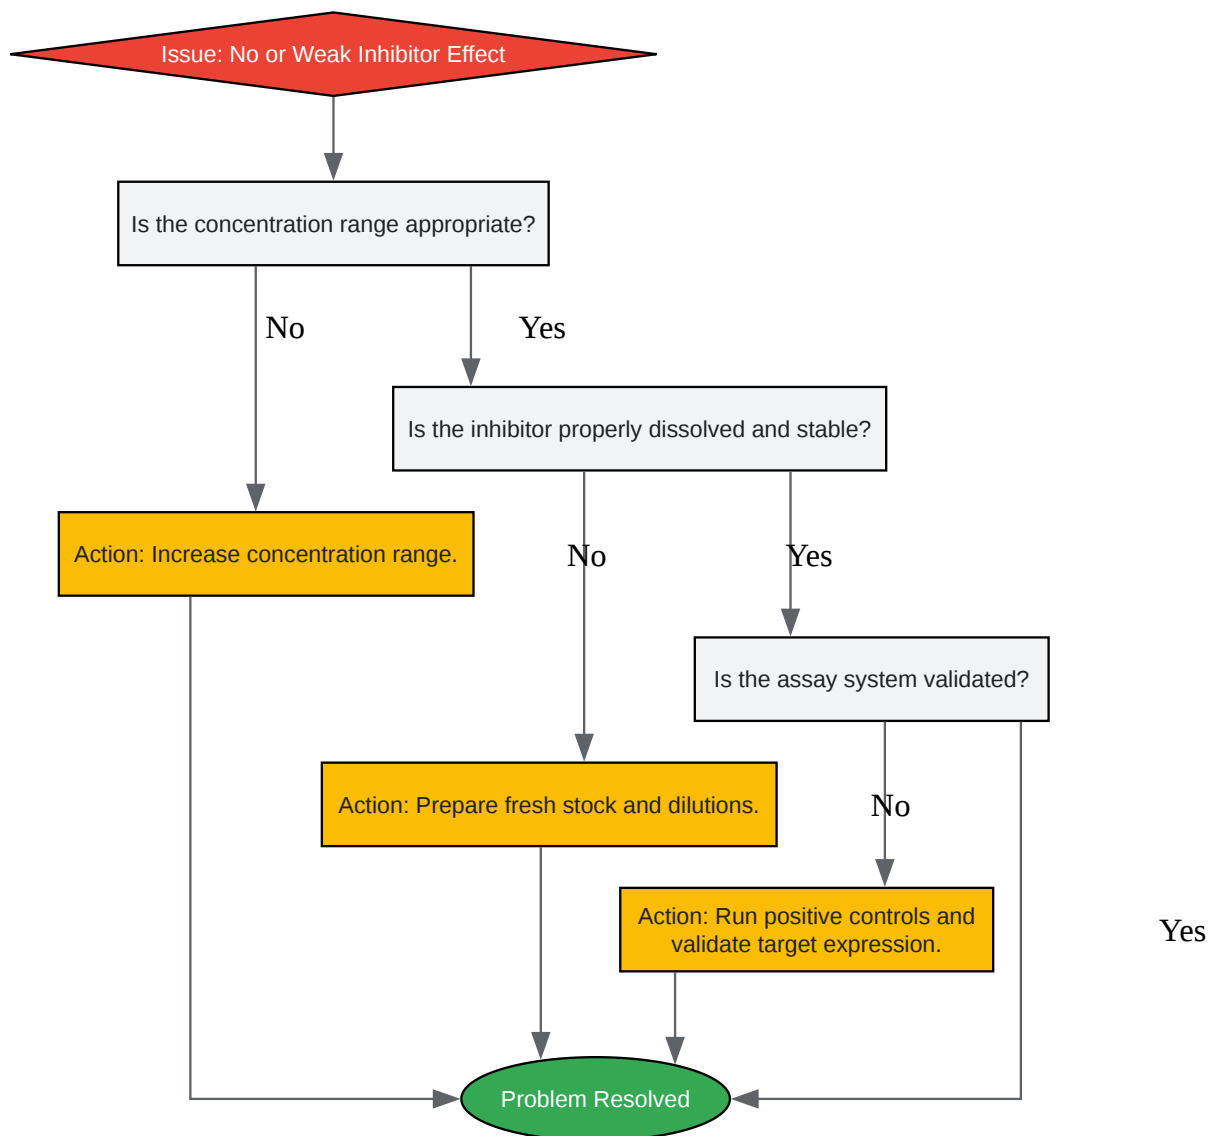 Issue: No or Weak Inhibitor Effect
Is the concentration range appropriate?
No
Yes
Is the inhibitor properly dissolved and stable?
Action: Increase concentration range.
No
Yes
Is the assay system validated?
Action: Prepare fresh stock and dilutions.
No
Action: Run positive controls and
validate target expression.
Yes
Problem Resolved